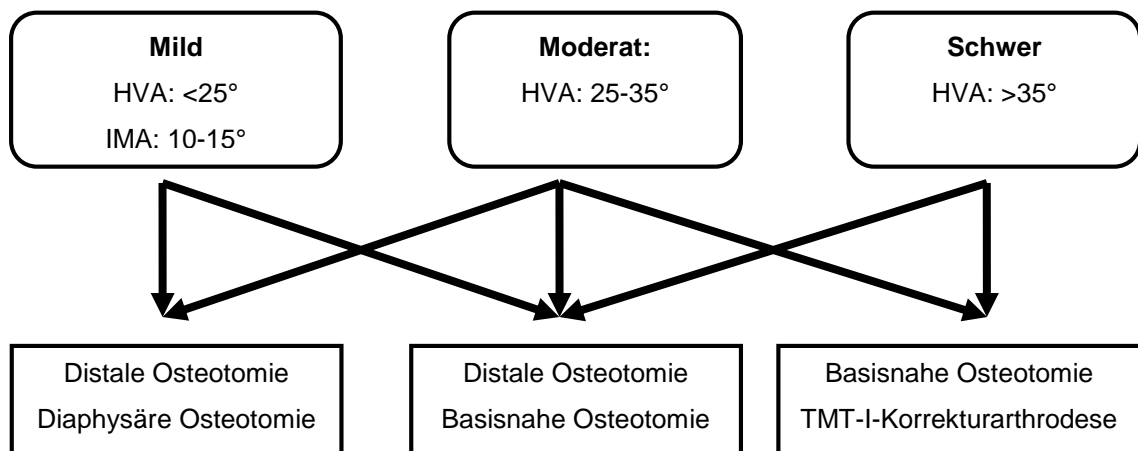 Mild
HVA: <25°
IMA: 10-15°
Moderat:
HVA: 25-35°
Schwer
HVA: >35°
Distale Osteotomie
Diaphysäre Osteotomie
Distale Osteotomie
Basisnahe Osteotomie
Basisnahe Osteotomie
TMT-I-Korrekturarthrodese